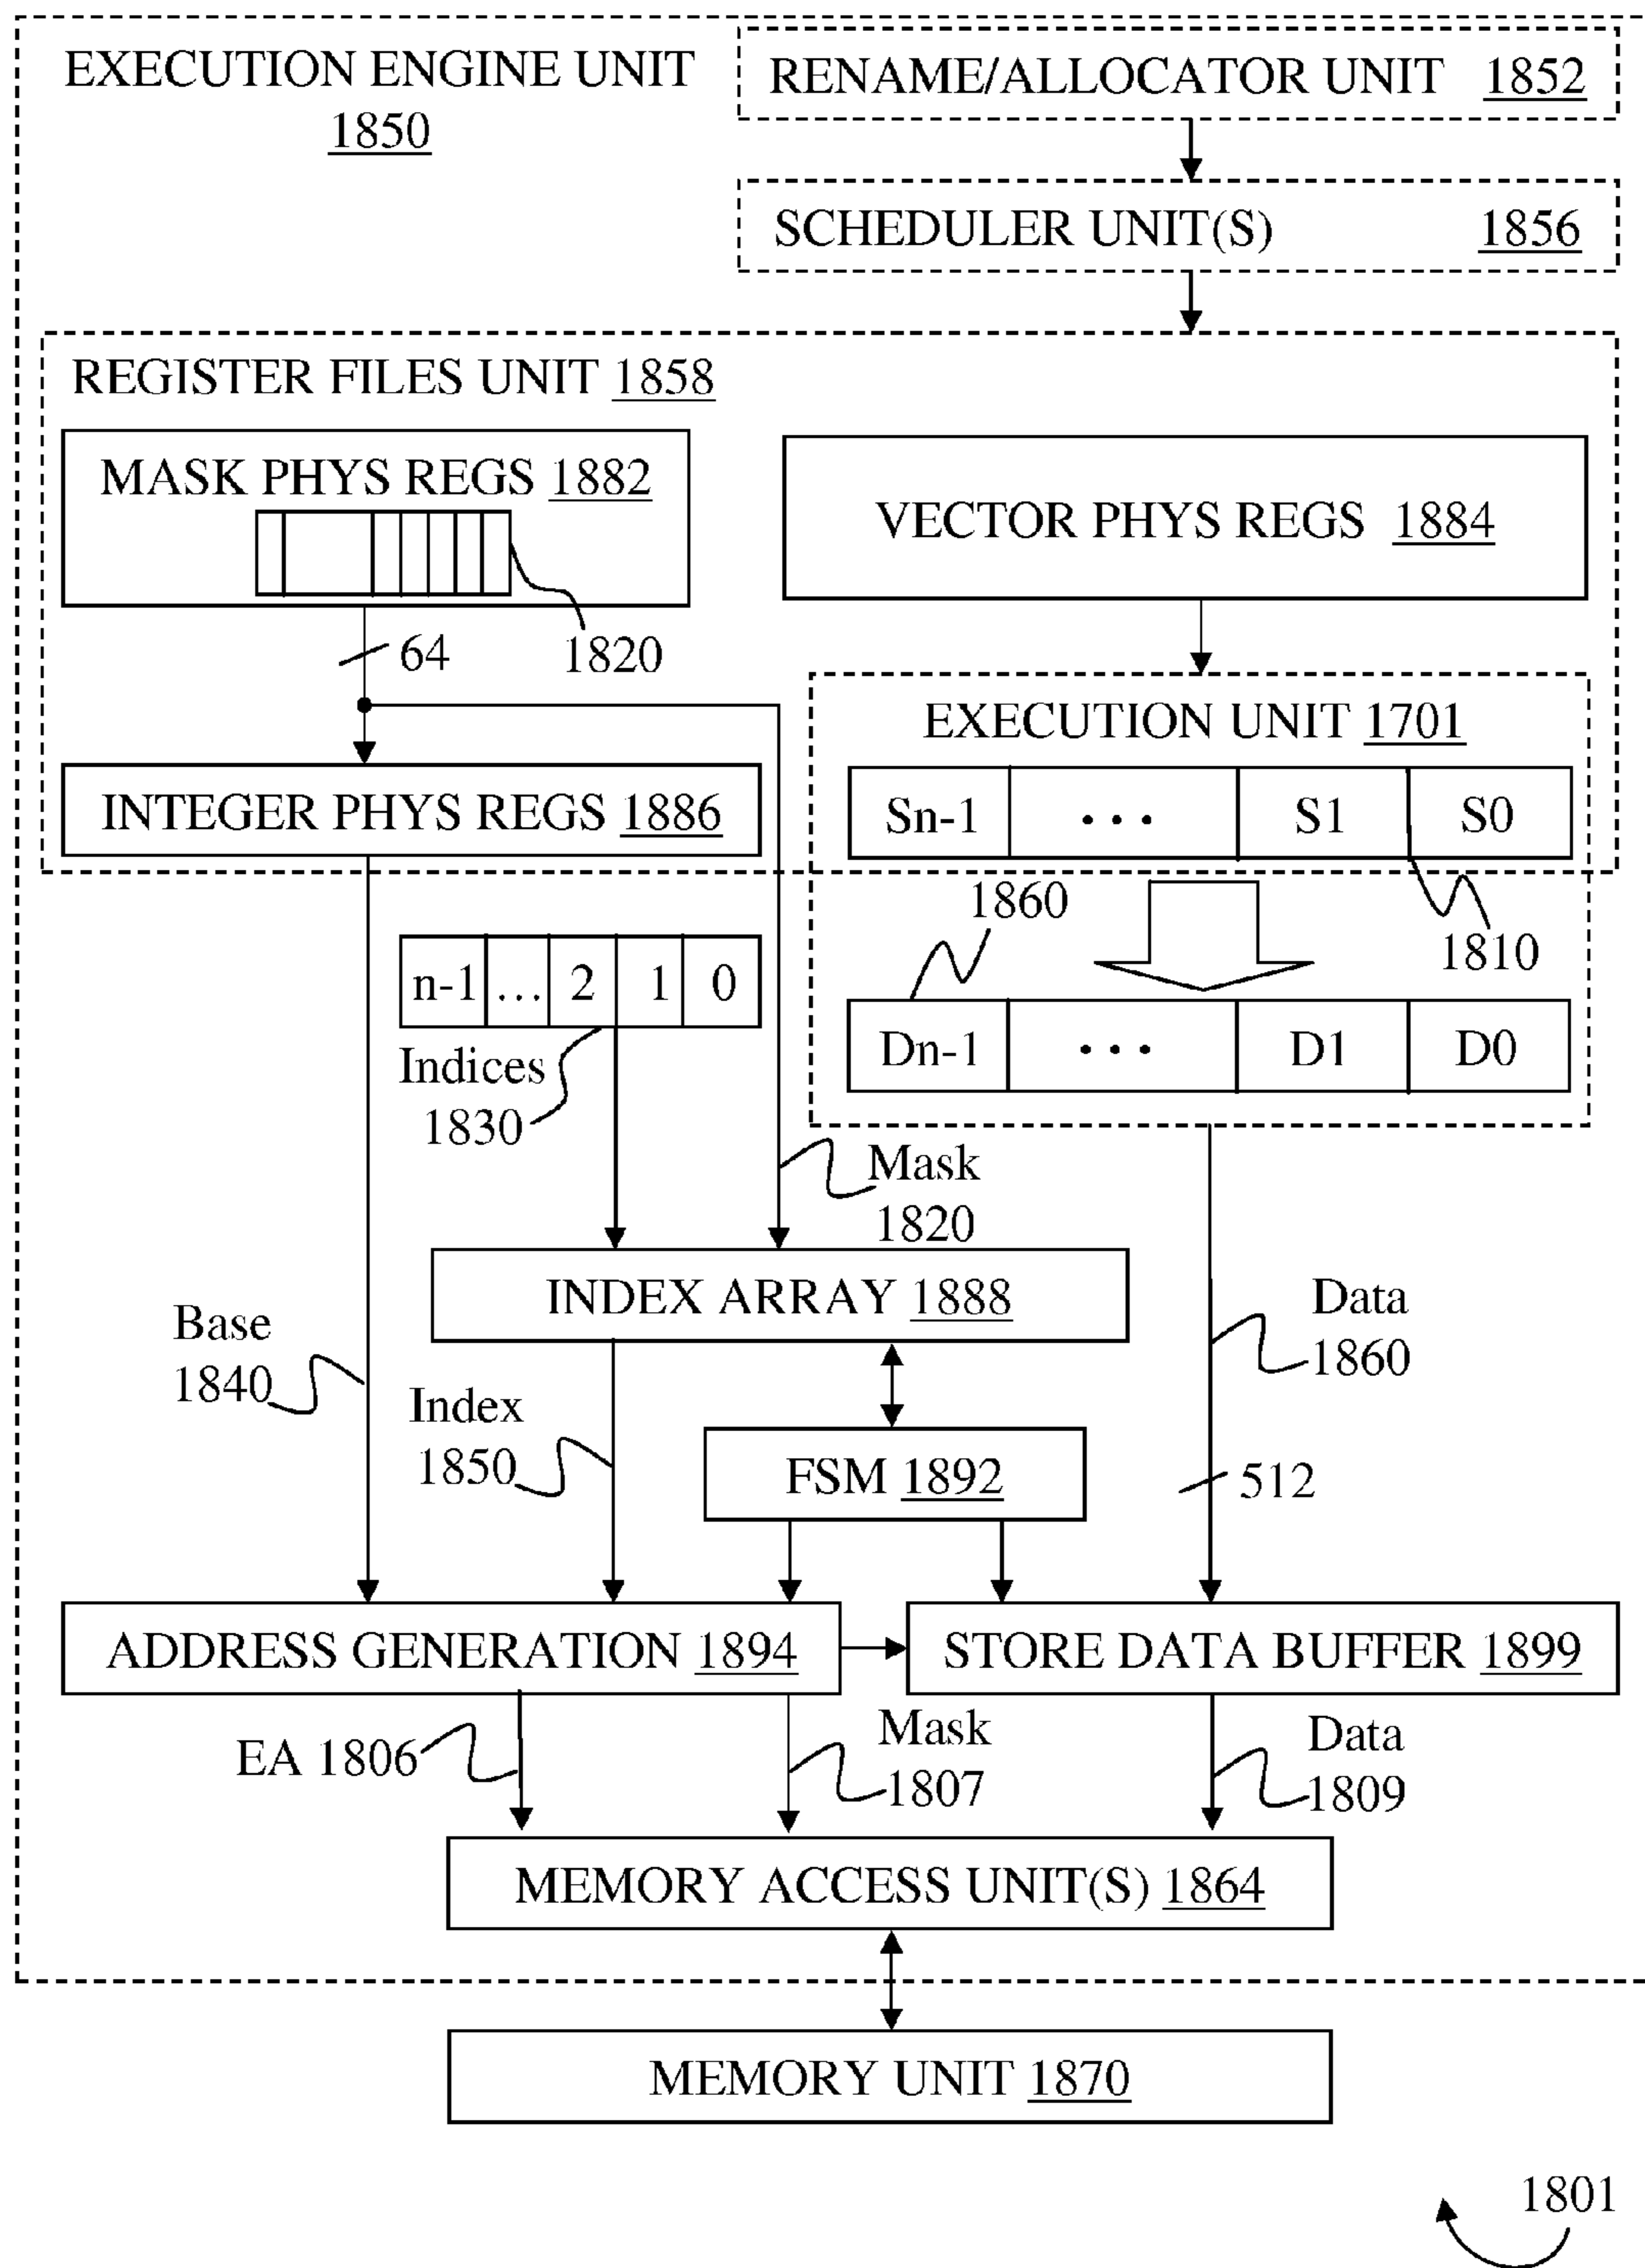 EXECUTION ENGINE UNIT
1850
RENAME/ALLOCATOR UNIT 1852
SCHEDULER UNIT(S) 1856
REGISTER FILES UNIT 1858
MASK PHYS REGS 1882
VECTOR PHYS REGS 1884
64
1820
EXECUTION UNIT 1701
INTEGER PHYS REGS 1886
Sn-1 ... S1 S0
1860
1810
n-1 ... 2 1 0
Dn-1 ... D1 D0
Indices
1830
Mask
1820
INDEX ARRAY 1888
Base
1840
Data
1860
Index
1850
FSM 1892
512
ADDRESS GENERATION 1894
STORE DATA BUFFER 1899
EA 1806
Mask
1807
Data
1809
MEMORY ACCESS UNIT(S) 1864
MEMORY UNIT 1870
1801